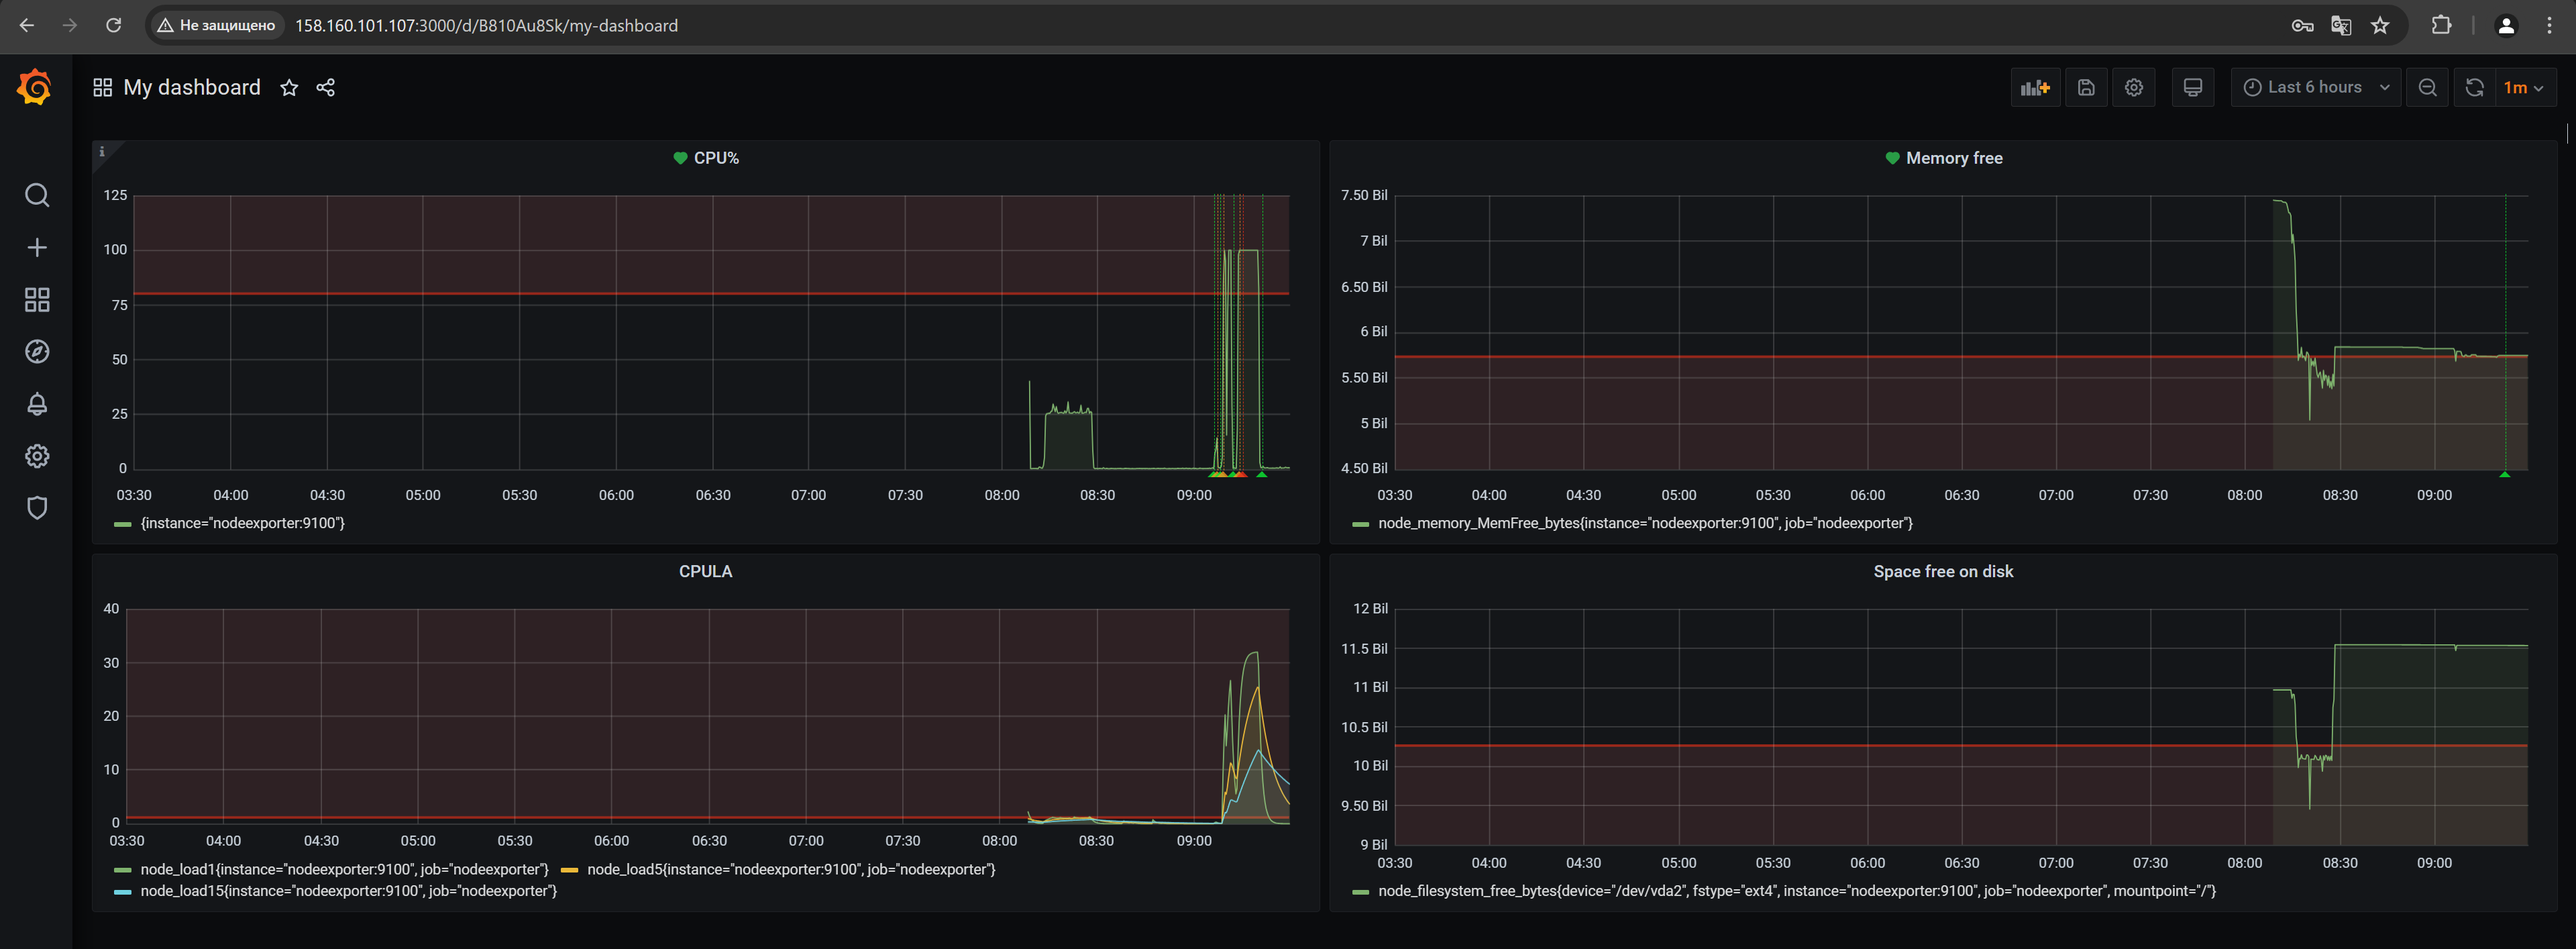 Не защищено 158.160.101.107:3000/d/B810Au8Sk/my-dashboard
My dashboard
Last 6 hours
1m
i
CPU%
125
100
75
50
25
0
03:30 04:00 04:30 05:00 05:30 06:00 06:30 07:00 07:30 08:00 08:30 09:00
{instance="nodeexporter:9100"}
Memory free
7.50 Bil
7 Bil
6.50 Bil
6 Bil
5.50 Bil
5 Bil
4.50 Bil
03:30 04:00 04:30 05:00 05:30 06:00 06:30 07:00 07:30 08:00 08:30 09:00
node_memory_MemFree_bytes{instance="nodeexporter:9100", job="nodeexporter"}
CPULA
40
30
20
10
0
03:30 04:00 04:30 05:00 05:30 06:00 06:30 07:00 07:30 08:00 08:30 09:00
node_load1{instance="nodeexporter:9100", job="nodeexporter"} node_load5{instance="nodeexporter:9100", job="nodeexporter"}
node_load15{instance="nodeexporter:9100", job="nodeexporter"}
Space free on disk
12 Bil
11.5 Bil
11 Bil
10.5 Bil
10 Bil
9.50 Bil
9 Bil
03:30 04:00 04:30 05:00 05:30 06:00 06:30 07:00 07:30 08:00 08:30 09:00
node_filesystem_free_bytes{device="/dev/vda2", fstype="ext4", instance="nodeexporter:9100", job="nodeexporter", mountpoint="/"}